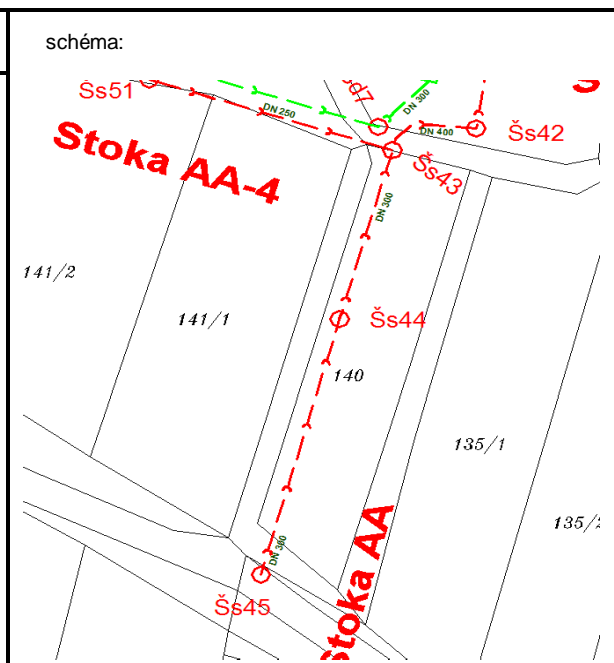 schéma:
Šs51
DN 250
DN 300
DN 400
Šs42
Šs43
Stoka AA-4
DN 300
141/2
141/1
Šs44
140
135/1
135/2
DN 300
Stoka AA
Šs45